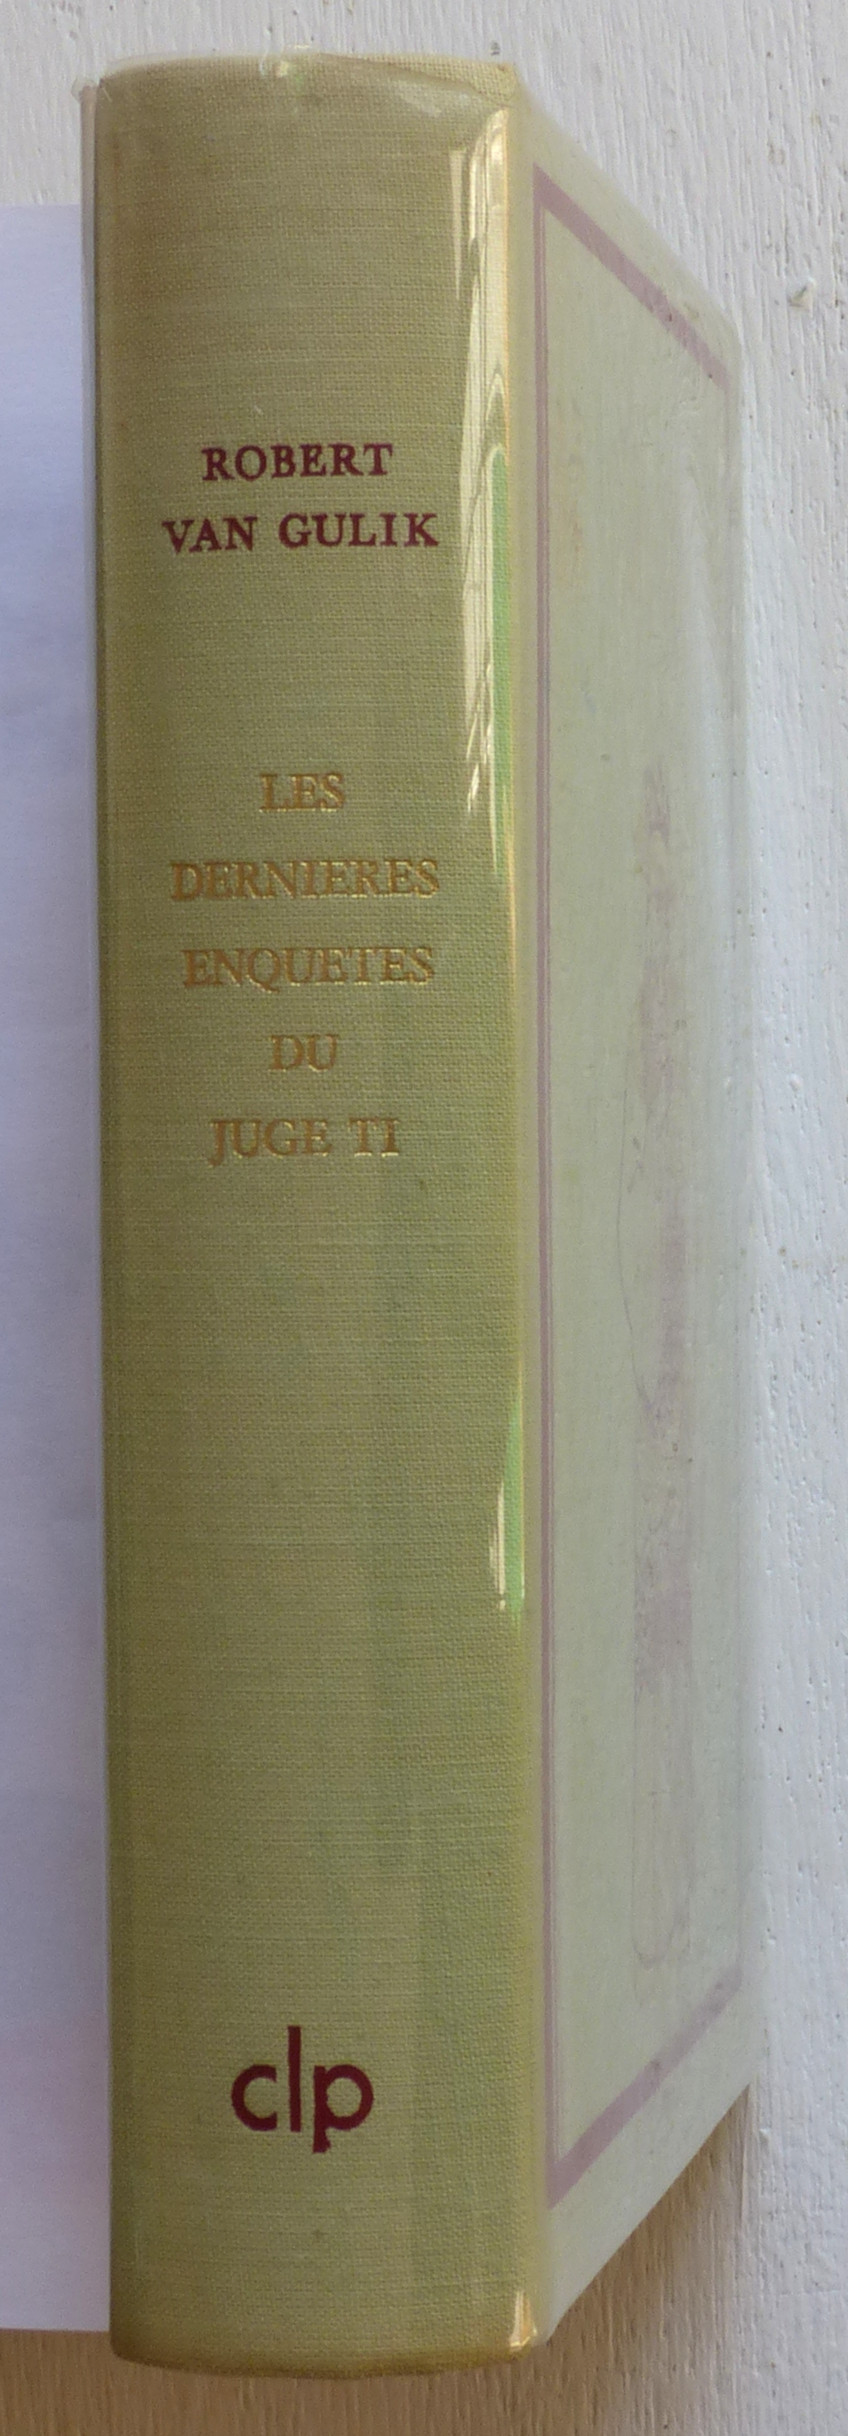 ROBERT
VAN GULIK
LES
DERNIERES
ENQUETES
DU
JUGE TI
clp